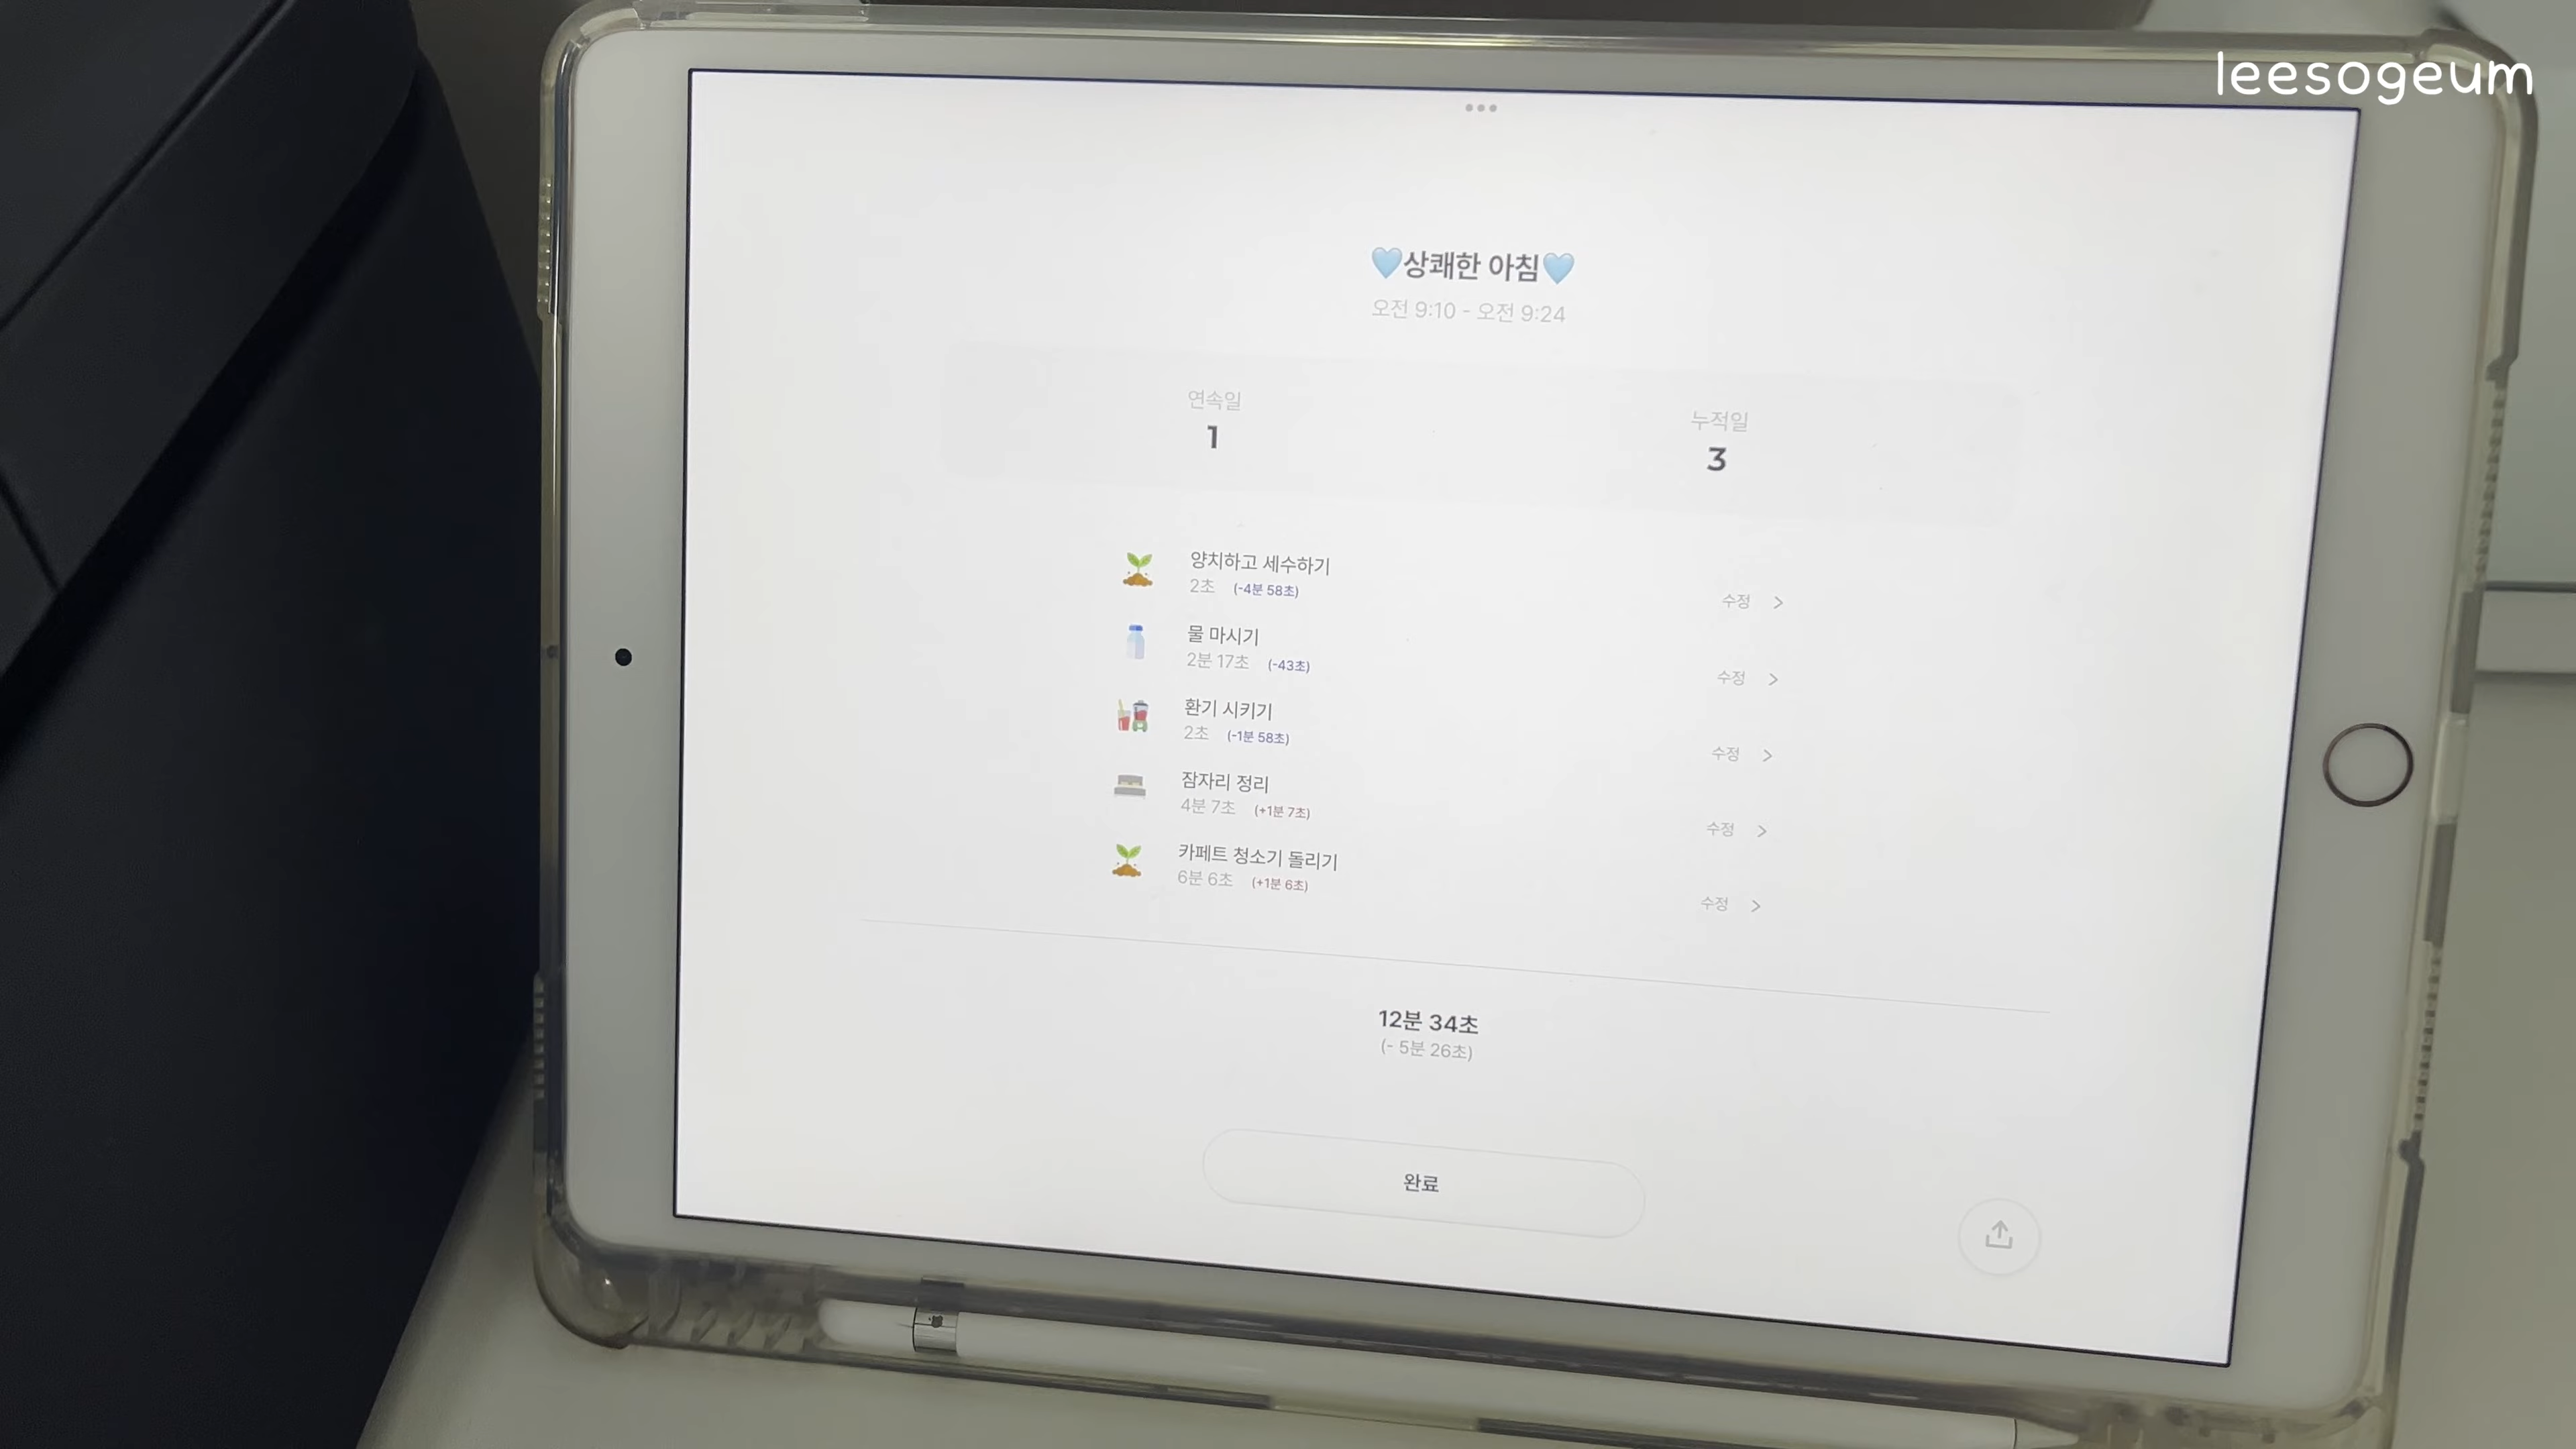 leesogeum
🩵상쾌한 아침🩵
오전 9:10 - 오전 9:24
연속일
1
누적일
3
양치하고 세수하기
2초 (-4분 58초)
수정
물 마시기
2분 17초 (-43초)
수정
환기 시키기
2초 (-1분 58초)
수정
잠자리 정리
4분 7초 (+1분 7초)
수정
카페트 청소기 돌리기
6분 6초 (+1분 6초)
수정
12분 34초
(- 5분 26초)
완료